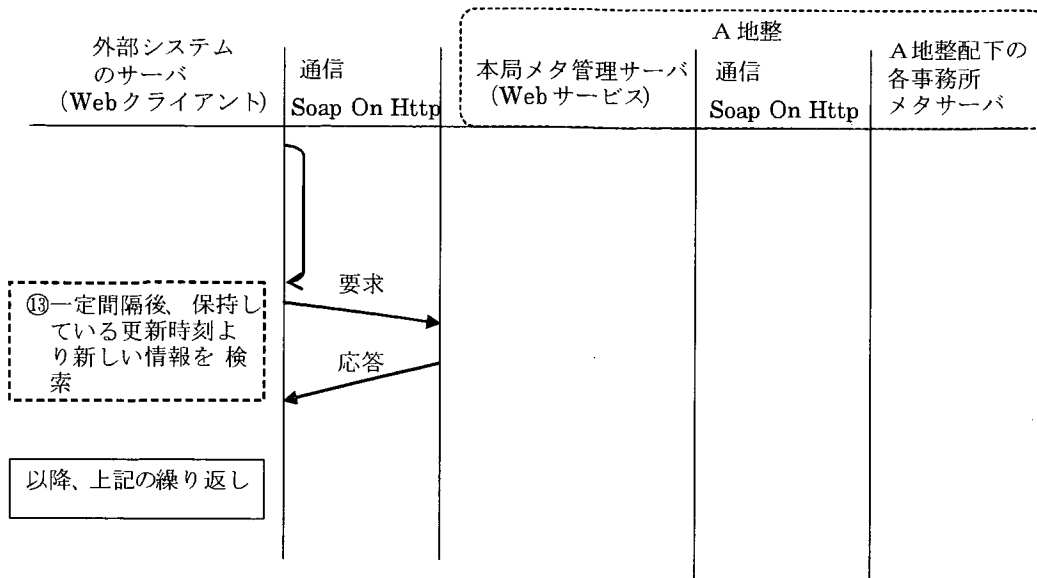 外部システム
のサーバ
(Webクライアント)
通信
Soap On Http
A地整
本局メタ管理サーバ
(Webサービス)
通信
Soap On Http
A地整配下の
各事務所
メタサーバ
要求
⑬一定間隔後、保持し
ている更新時刻よ
り新しい情報を 検
索
応答
以降、上記の繰り返し